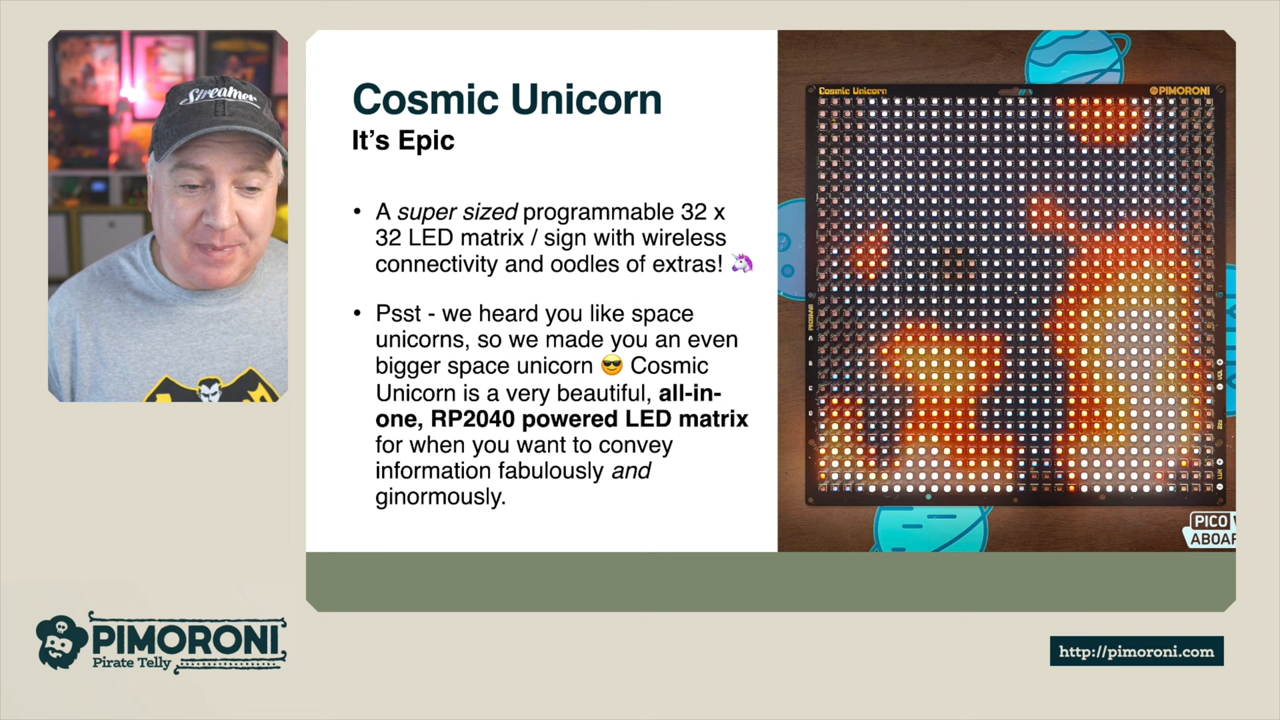 Streamer
Cosmic Unicorn
It's Epic
• A super sized programmable 32 x
32 LED matrix / sign with wireless
connectivity and oodles of extras! 🦄
• Psst - we heard you like space
unicorns, so we made you an even
bigger space unicorn 😎 Cosmic
Unicorn is a very beautiful, all-in-
one, RP2040 powered LED matrix
for when you want to convey
information fabulously and
ginormously.
Cosmic Unicorn
PIMORONI
A
B
C
D
VOL
Zzz
LUX
PICO W
ABOAR
PIMORONI
Pirate Telly
http://pimoroni.com